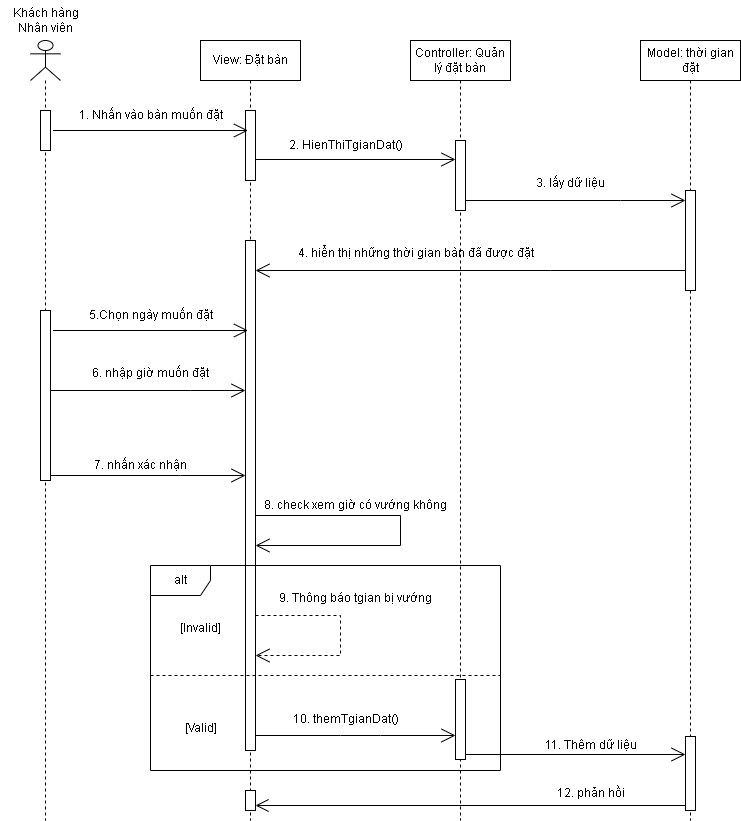 Khách hàng
Nhân viên
View: Đặt bàn
Controller: Quản
lý đặt bàn
Model: thời gian
đặt
1. Nhấn vào bàn muốn đặt
2. HienThiTgianDat()
3. lấy dữ liệu
4. hiễn thị những thời gian bàn đã được đặt
5.Chọn ngày muốn đặt
6. nhập giờ muốn đặt
7. nhấn xác nhận
8. check xem giờ có vướng không
alt
9. Thông báo tgian bị vướng
[Invalid]
10. themTgianDat()
[Valid]
11. Thêm dữ liệu
12. phản hồi